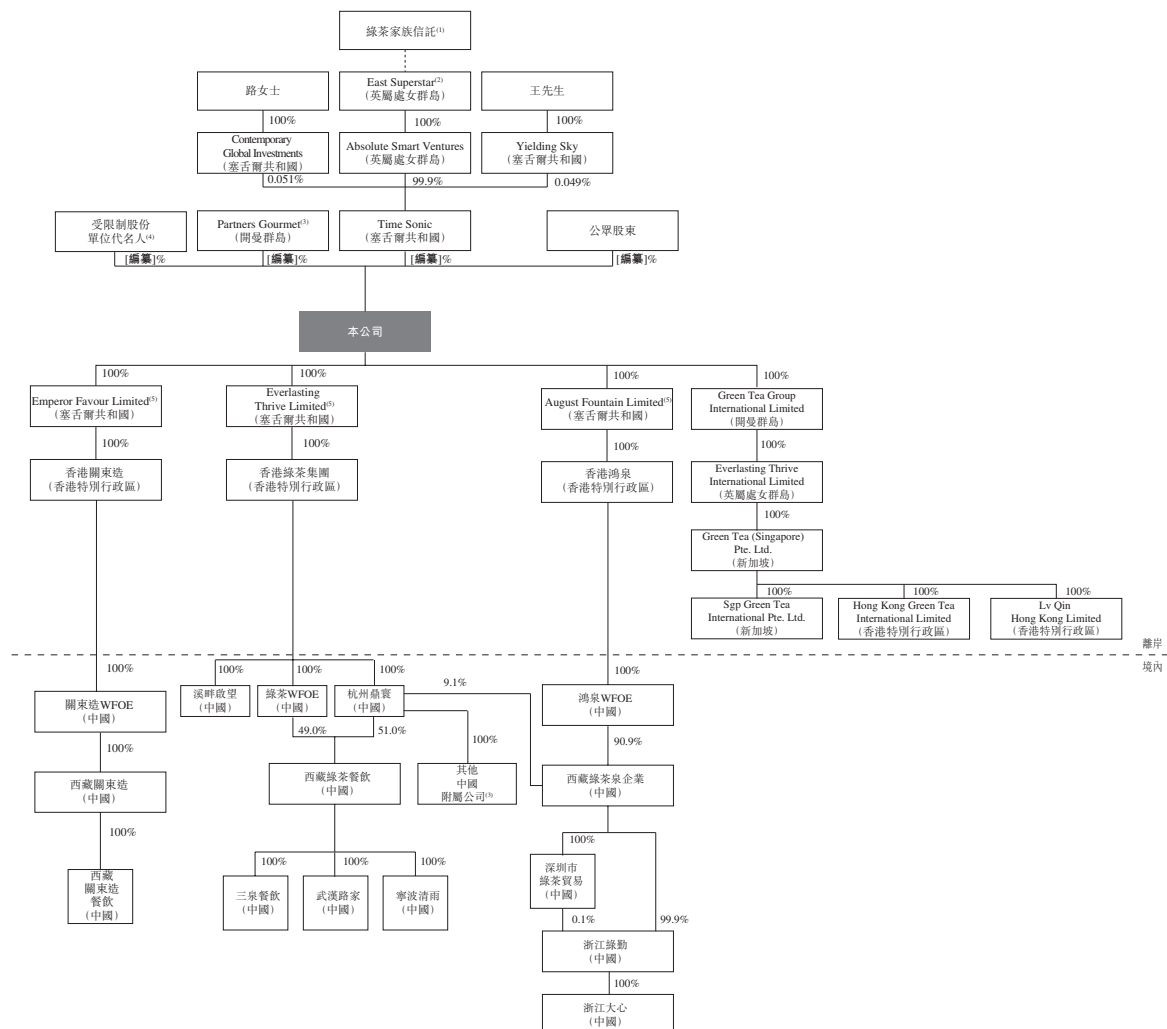 綠茶家族信託(1)
路女士
East Superstar(2)
(英屬處女群島)
王先生
100%
100%
100%
Contemporary
Global Investments
(塞舌爾共和國)
Absolute Smart Ventures
(英屬處女群島)
Yielding Sky
(塞舌爾共和國)
0.051%
99.9%
0.049%
受限制股份
單位代名人(4)
Partners Gourmet(3)
(開曼群島)
Time Sonic
(塞舌爾共和國)
公眾股東
[編纂]%
[編纂]%
[編纂]%
[編纂]%
本公司
100%
100%
100%
100%
Emperor Favour Limited(5)
(塞舌爾共和國)
Everlasting
Thrive Limited(5)
(塞舌爾共和國)
August Fountain Limited(5)
(塞舌爾共和國)
Green Tea Group
International Limited
(開曼群島)
100%
100%
100%
100%
香港關東造
(香港特別行政區)
香港綠茶集團
(香港特別行政區)
香港鴻泉
(香港特別行政區)
Everlasting Thrive
International Limited
(英屬處女群島)
100%
Green Tea (Singapore)
Pte. Ltd.
(新加坡)
100%
100%
100%
Sgp Green Tea
International Pte. Ltd.
(新加坡)
Hong Kong Green Tea
International Limited
(香港特別行政區)
Lv Qin
Hong Kong Limited
(香港特別行政區)
離岸
境內
100%
100%
100%
100%
9.1%
100%
關東造WFOE
(中國)
溪畔啟望
(中國)
綠茶WFOE
(中國)
杭州鼎寰
(中國)
鴻泉WFOE
(中國)
49.0%
51.0%
100%
100%
90.9%
西藏關東造
(中國)
西藏綠茶餐飲
(中國)
其他
中國
附屬公司(3)
西藏綠茶泉企業
(中國)
100%
100%
100%
100%
100%
西藏
關東造
餐飲
(中國)
三泉餐飲
(中國)
武漢路家
(中國)
寧波清雨
(中國)
深圳市
綠茶貿易
(中國)
0.1%
99.9%
浙江綠勤
(中國)
100%
浙江大心
(中國)